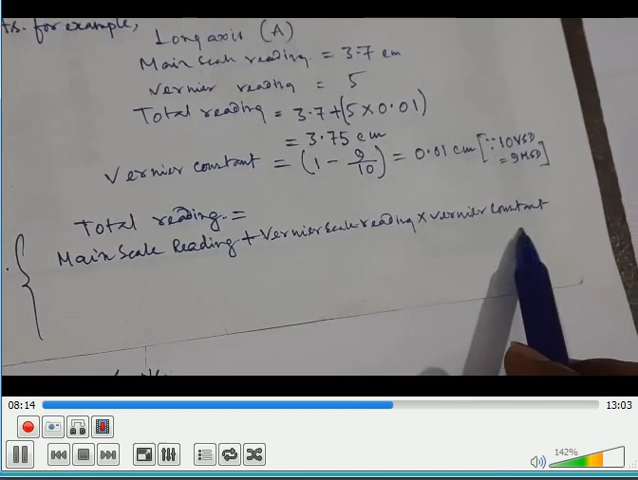 ts. for example,
Long axis (A)
Main Scale reading = 3.7 cm
Vernier reading = 5
Total reading = 3.7+(5×0.01)
= 3.75 cm
Vernier constant = (1 - 9/10) = 0.01 cm [∵ 10 VSD = 9 MSD]
Total reading =
Main Scale Reading + Vernier Scale reading × vernier constant
08:14
13:03
142%